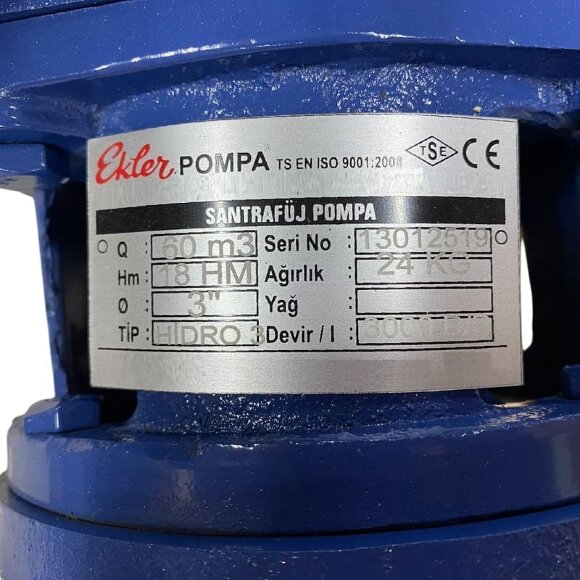 Ekler POMPA TS EN ISO 9001:2008 TSE CE
SANTRAFÜJ POMPA
Q : 60 m3 Seri No : 13012519
Hm : 18 HM Ağırlık : 24 KG
Ø : 3" Yağ :
TİP : HİDRO 3 Devir / I :